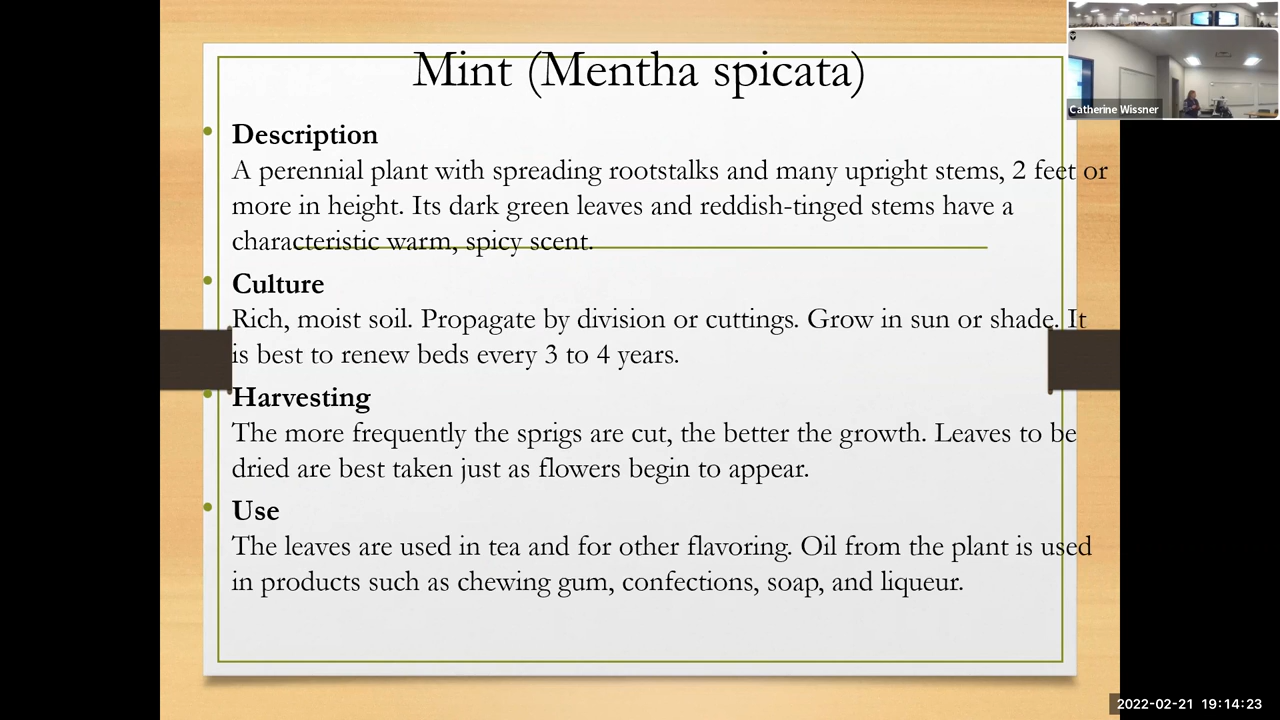 Mint (Mentha spicata)
Catherine Wissner
• Description
A perennial plant with spreading rootstalks and many upright stems, 2 feet or
more in height. Its dark green leaves and reddish-tinged stems have a
characteristic warm, spicy scent.
• Culture
Rich, moist soil. Propagate by division or cuttings. Grow in sun or shade. It
is best to renew beds every 3 to 4 years.
• Harvesting
The more frequently the sprigs are cut, the better the growth. Leaves to be
dried are best taken just as flowers begin to appear.
• Use
The leaves are used in tea and for other flavoring. Oil from the plant is used
in products such as chewing gum, confections, soap, and liqueur.
2022-02-21 19:14:23